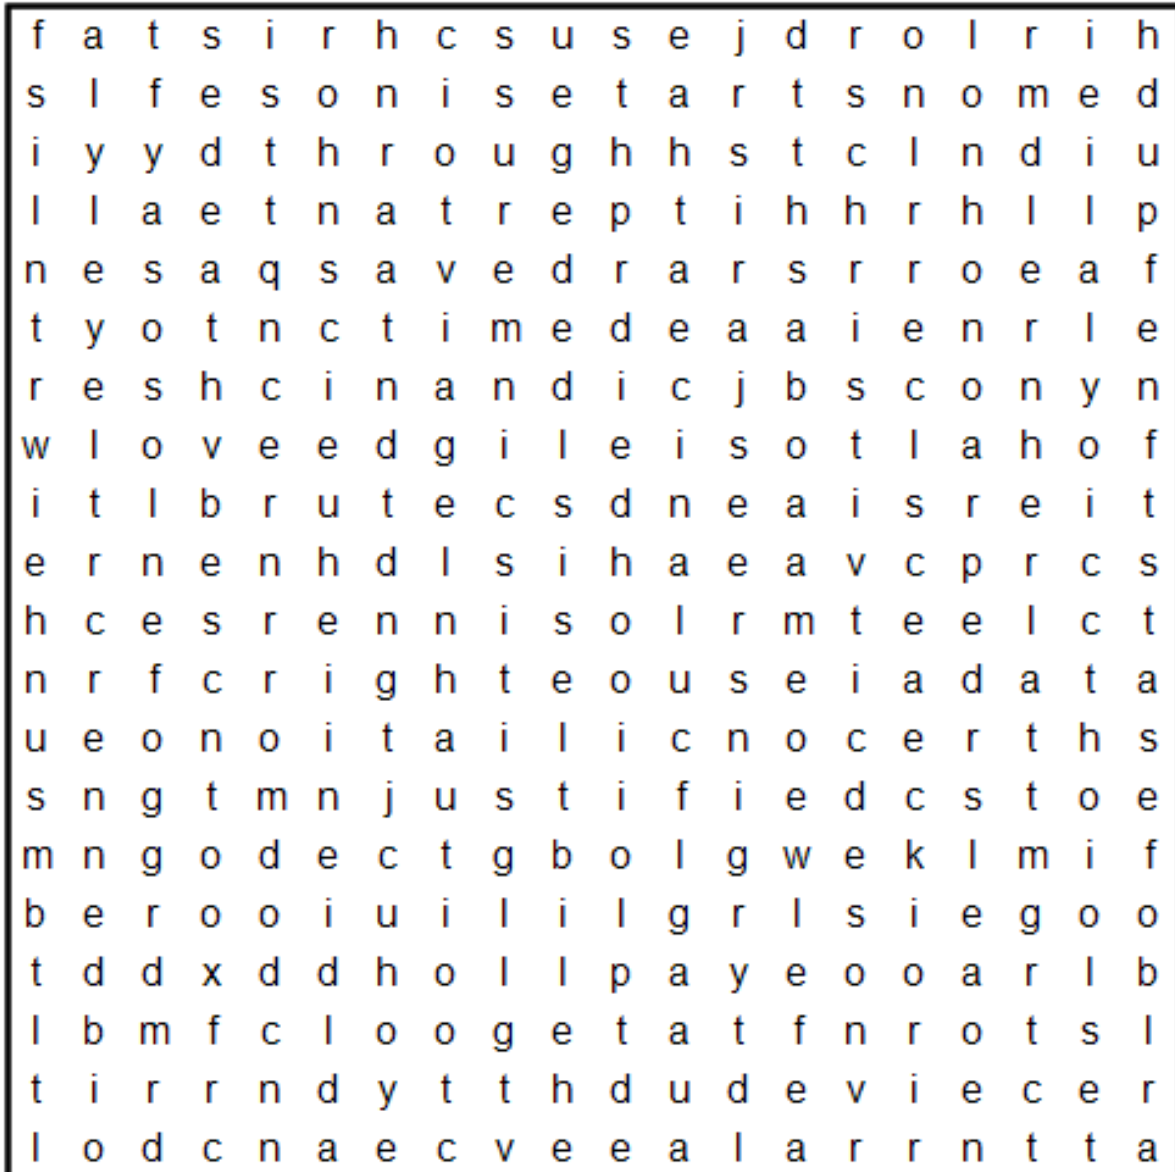 f a t s i r h c s u s e j d r o l r i h
s l f e s o n i s e t a r t s n o m e d
i y y d t h r o u g h h s t c l n d i u
l l a e t n a t r e p t i h h r h l l p
n e s a q s a v e d r a r s r r o e a f
t y o t n c t i m e d e a a i e n r l e
r e s h c i n a n d i c j b s c o n y n
w l o v e e d g i l e i s o t l a h o f
i t l b r u t e c s d n e a i s r e i t
e r n e n h d l s i h a e a v c p r c s
h c e s r e n n i s o l r m t e e l c t
n r f c r i g h t e o u s e i a d a t a
u e o n o i t a i l i c n o c e r t h s
s n g t m n j u s t i f i e d c s t o e
m n g o d e c t g b o l g w e k l m i f
b e r o o i u i l i l g r l s i e g o o
t d d x d d h o l l p a y e o o a r l b
l b m f c l o o g e t a t f n r o t s l
t i r r n d y t t h d u d e v i e c e r
l o d c n a e c v e e a l a r r n t t a